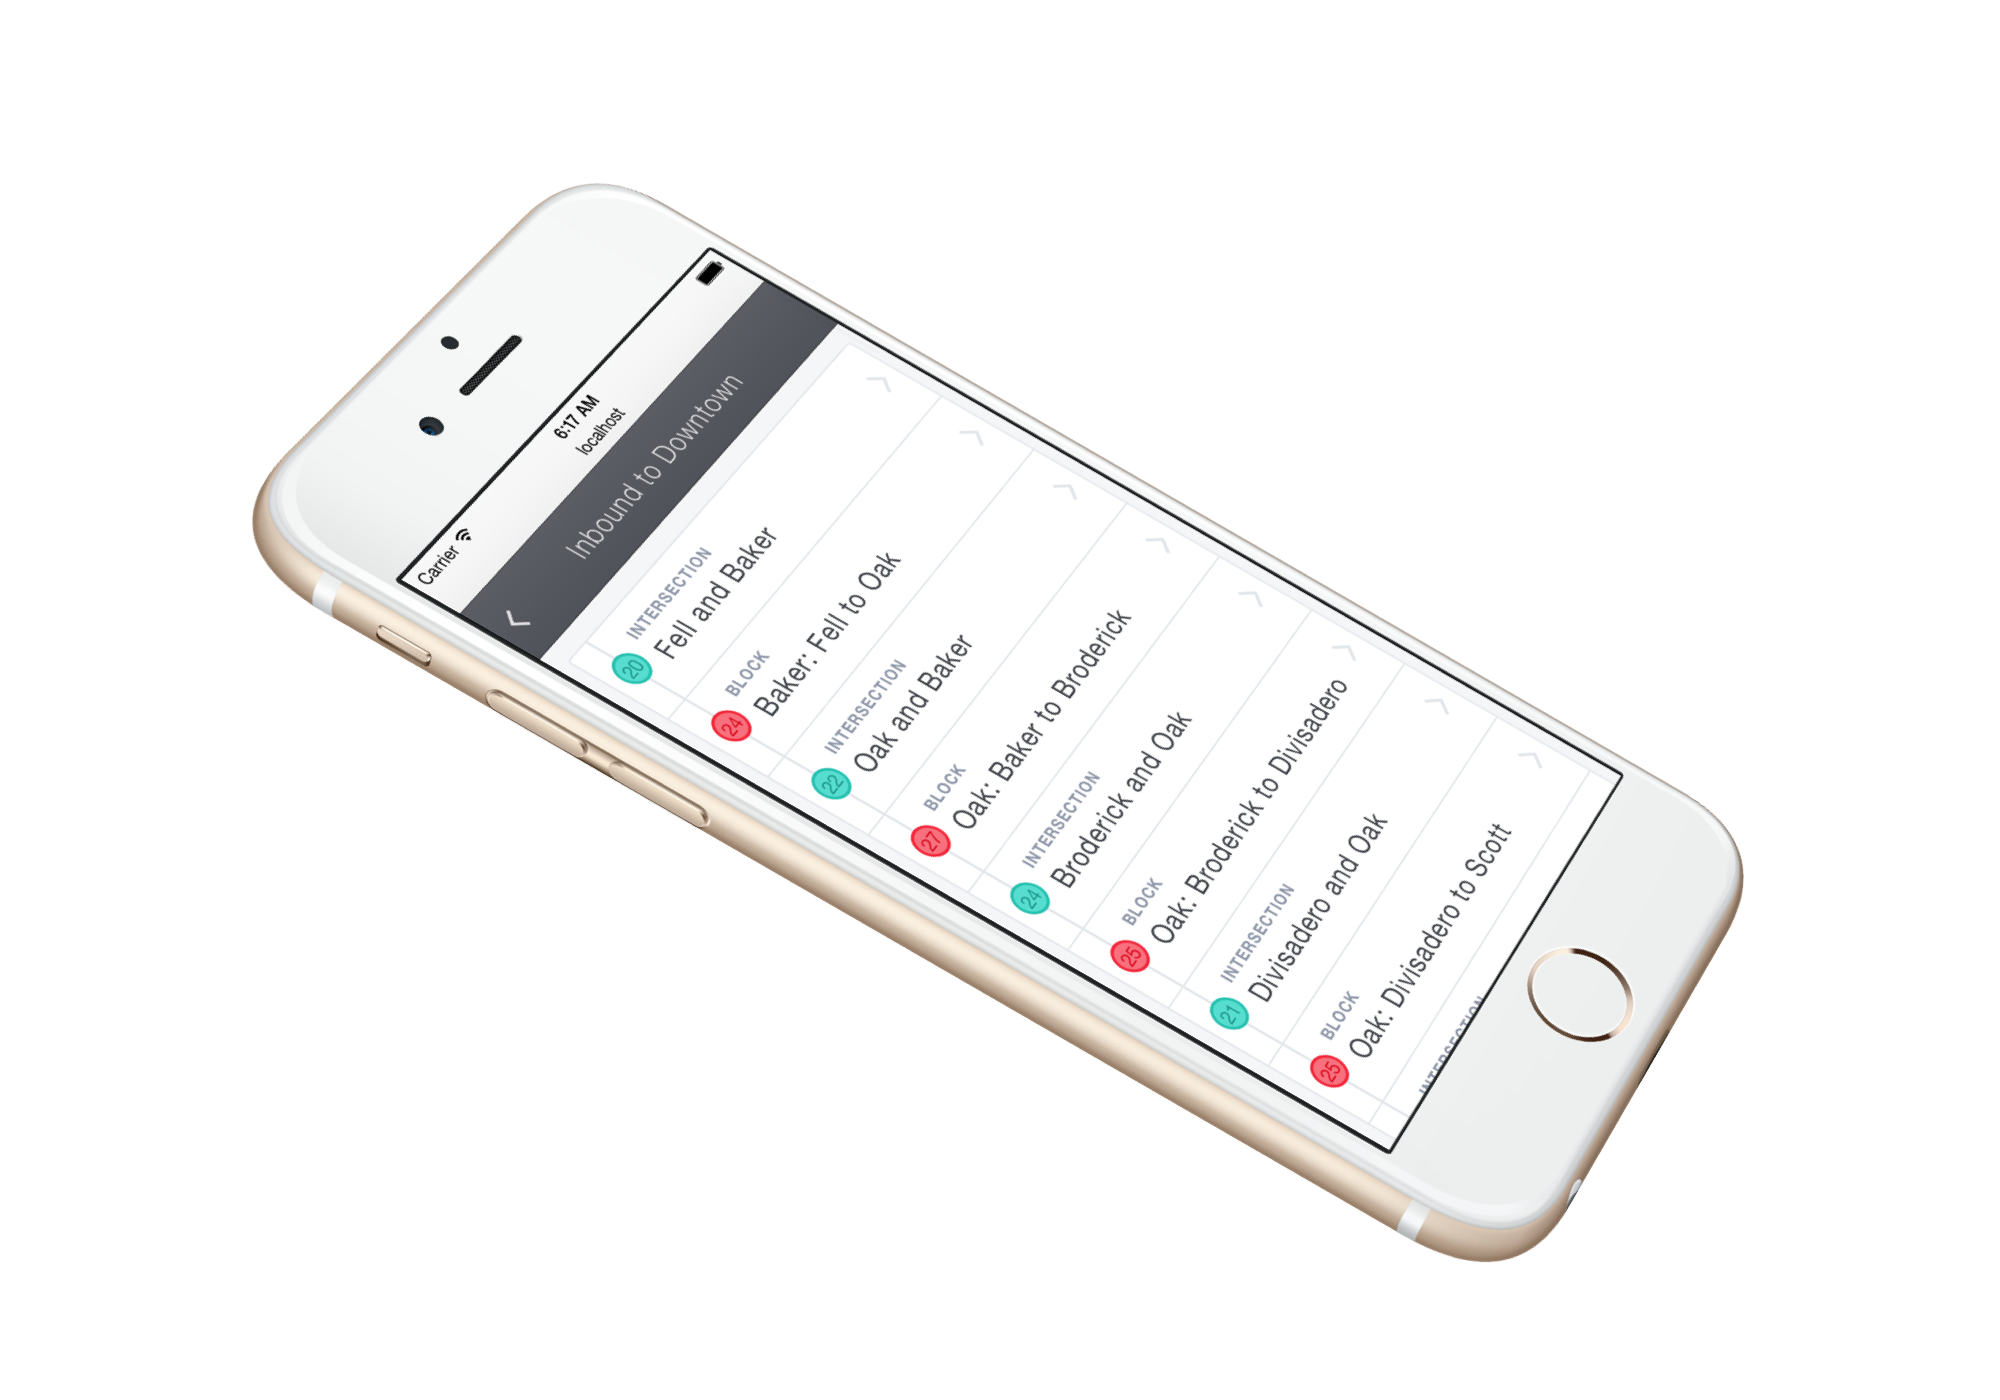 Carrier
6:17 AM
localhost
Inbound to Downtown
INTERSECTION
20 Fell and Baker
BLOCK
24 Baker: Fell to Oak
INTERSECTION
22 Oak and Baker
BLOCK
27 Oak: Baker to Broderick
INTERSECTION
24 Broderick and Oak
BLOCK
25 Oak: Broderick to Divisadero
INTERSECTION
21 Divisadero and Oak
BLOCK
25 Oak: Divisadero to Scott
INTERSECTION